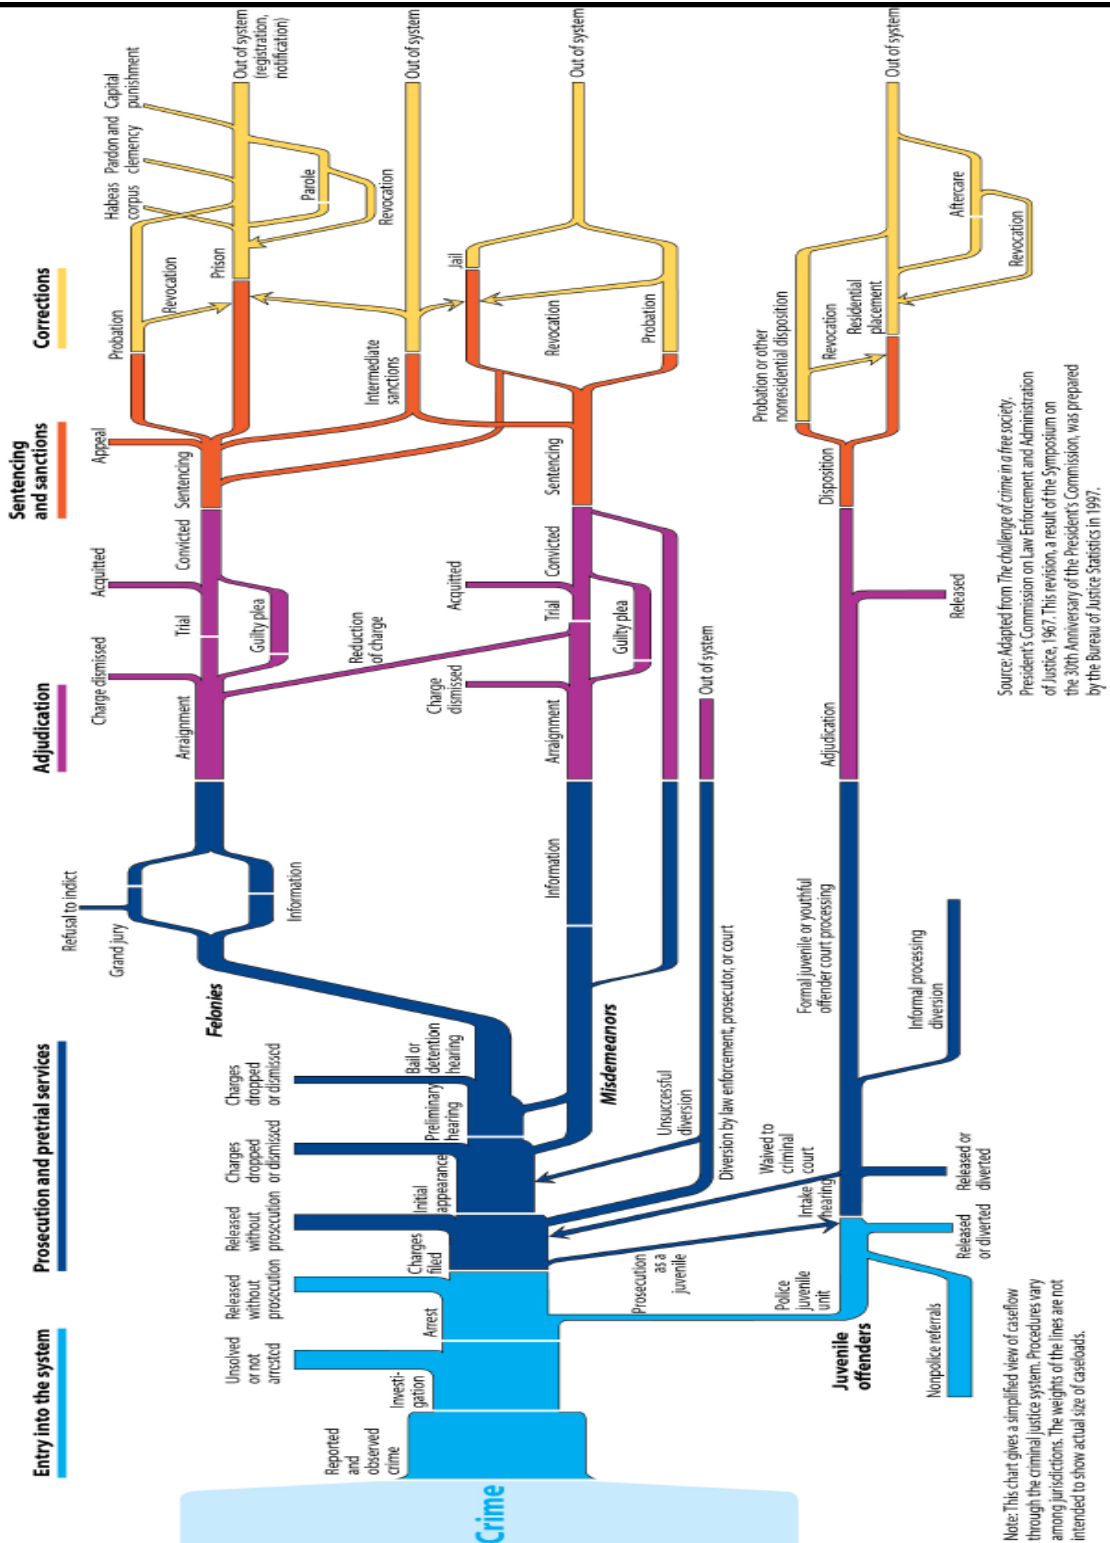 Entry into the system
Prosecution and pretrial services
Adjudication
Sentencing
and sanctions
Corrections
Crime
Reported
and
observed
crime
Investi-
gation
Unsolved
or not
arrested
Arrest
Released
without
prosecution
Charges
filed
Released
without
prosecution
Initial
appearance
Charges
dropped
or dismissed
Preliminary
hearing
Charges
dropped
or dismissed
Bail or
detention
hearing
Felonies
Grand jury
Refusal to indict
Information
Arraignment
Charge dismissed
Trial
Acquitted
Convicted
Guilty plea
Reduction
of charge
Sentencing
Appeal
Probation
Revocation
Prison
Habeas
corpus
Pardon and
clemency
Capital
punishment
Parole
Revocation
Out of system
(registration,
notification)
Intermediate
sanctions
Out of system
Misdemeanors
Information
Arraignment
Charge
dismissed
Trial
Acquitted
Convicted
Guilty plea
Sentencing
Jail
Revocation
Probation
Out of system
Unsuccessful
diversion
Diversion by law enforcement, prosecutor, or court
Out of system
Prosecution
as a
juvenile
Waived to
criminal
court
Police
juvenile
unit
Juvenile
offenders
Intake
hearing
Nonpolice referrals
Released
or diverted
Released or
diverted
Formal juvenile or youthful
offender court processing
Informal processing
diversion
Adjudication
Released
Disposition
Probation or other
nonresidential disposition
Revocation
Residential
placement
Aftercare
Revocation
Out of system
Note: This chart gives a simplified view of caseflow
through the criminal justice system. Procedures vary
among jurisdictions. The weights of the lines are not
intended to show actual size of caseloads.
Source: Adapted from The challenge of crime in a free society.
President's Commission on Law Enforcement and Administration
of Justice, 1967. This revision, a result of the Symposium on
the 30th Anniversary of the President's Commission, was prepared
by the Bureau of Justice Statistics in 1997.